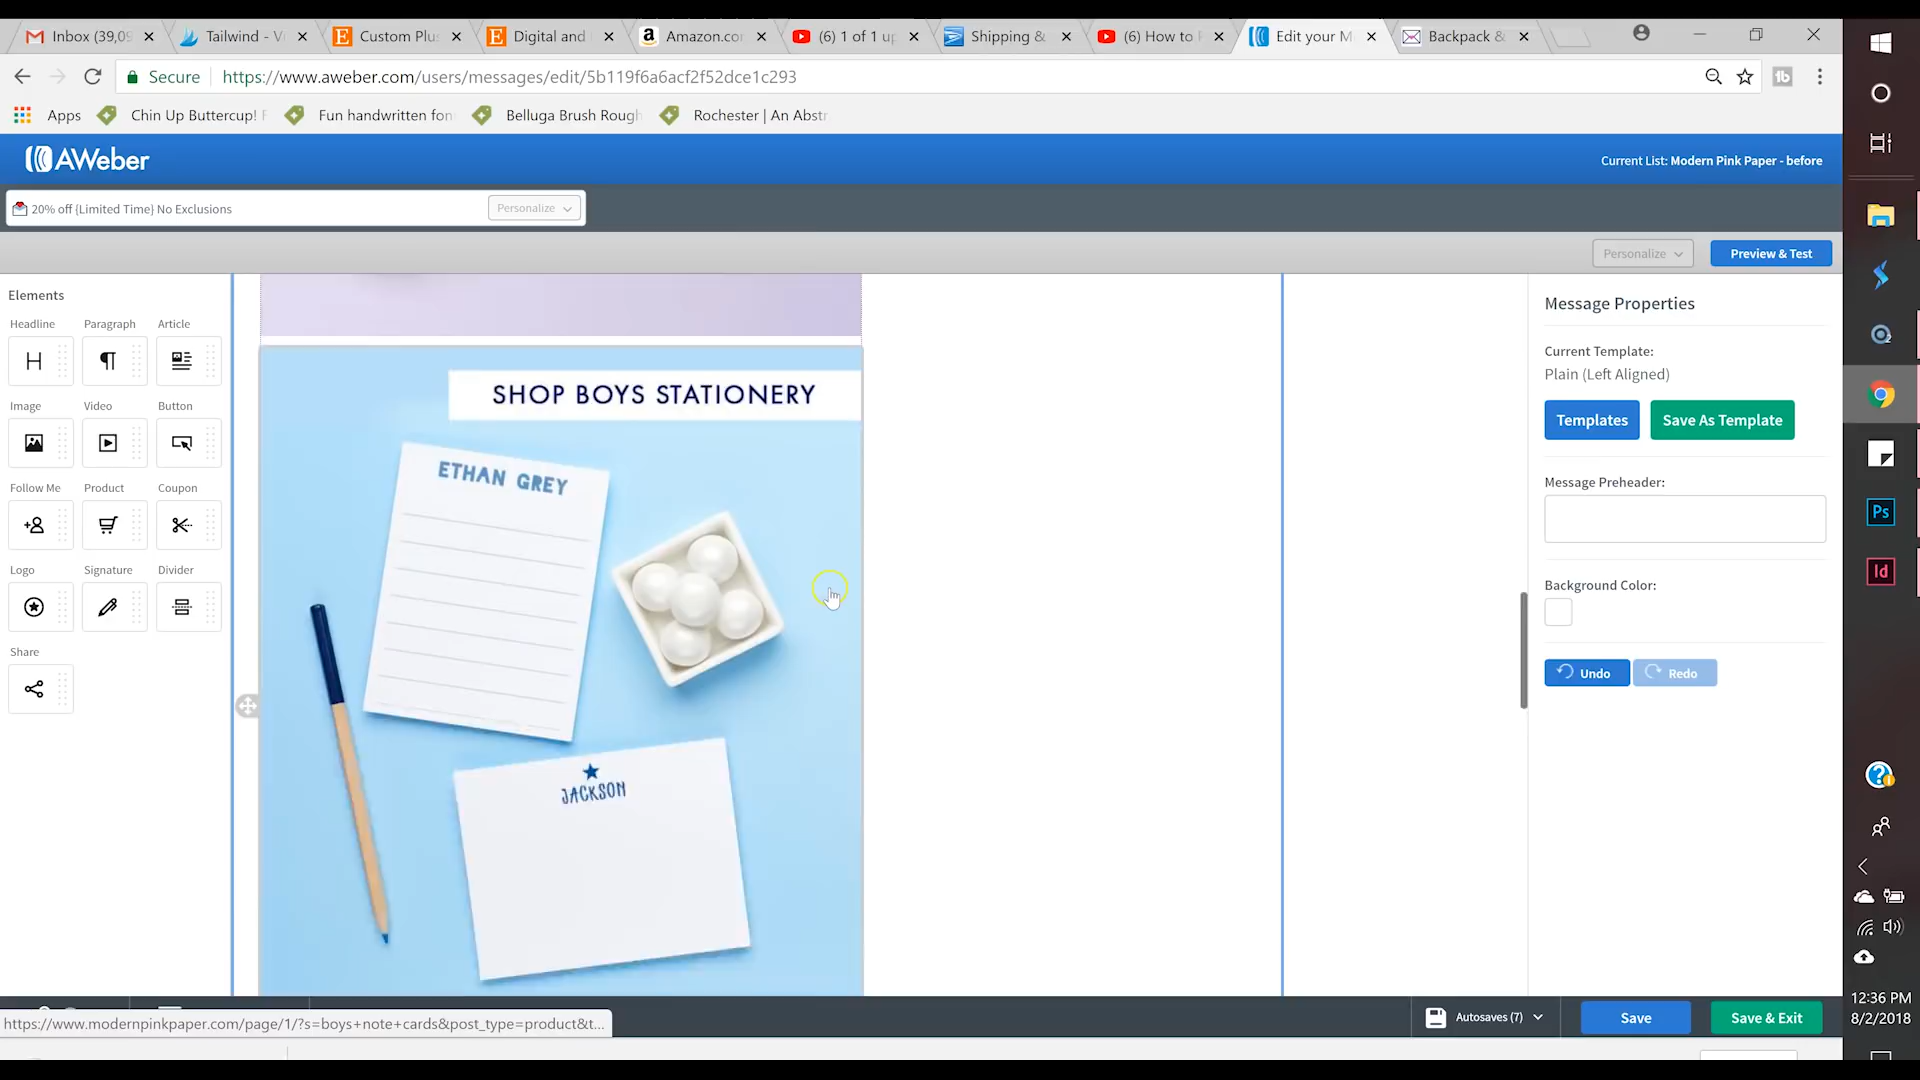 Inbox (39,09
Tailwind - V
Custom Plu
Digital and
Amazon.co
(6) 1 of 1 u
Shipping &
(6) How to
Edit your M
Backpack &
Secure
https://www.aweber.com/users/messages/edit/5b119f6a6acf2f52dce1c293
Apps
Chin Up Buttercup! F
Fun handwritten fon
Belluga Brush Rough
Rochester | An Abstr
AWeber
Current List: Modern Pink Paper - before
20% off {Limited Time} No Exclusions
Personalize
Personalize
Preview & Test
Elements
Headline
Paragraph
Article
H
Image
Video
Button
Follow Me
Product
Coupon
Logo
Signature
Divider
Share
SHOP BOYS STATIONERY
ETHAN GREY
JACKSON
Message Properties
Current Template:
Plain (Left Aligned)
Templates
Save As Template
Message Preheader:
Background Color:
Undo
Redo
Ps
Id
https://www.modernpinkpaper.com/page/1/?s=boys+note+cards&post_type=product&t...
Autosaves (7)
Save
Save & Exit
12:36 PM
8/2/2018